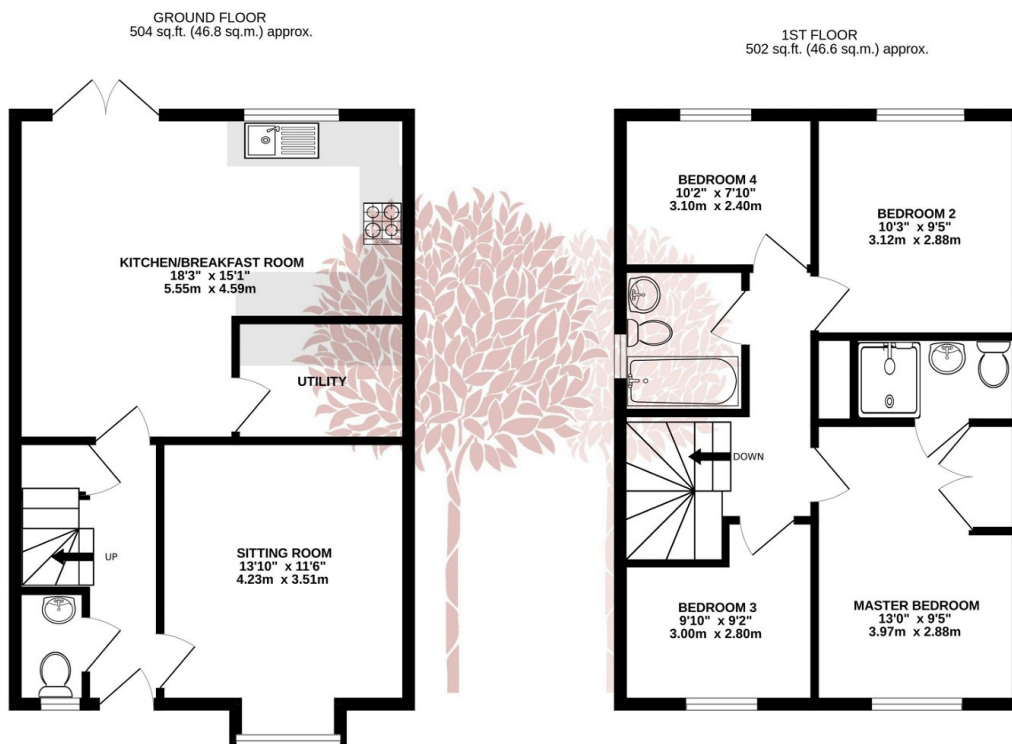 GROUND FLOOR
504 sq.ft. (46.8 sq.m.) approx.
KITCHEN/BREAKFAST ROOM
18'3" x 15'1"
5.55m x 4.59m
UTILITY
UP
SITTING ROOM
13'10" x 11'6"
4.23m x 3.51m
1ST FLOOR
502 sq.ft. (46.6 sq.m.) approx.
BEDROOM 4
10'2" x 7'10"
3.10m x 2.40m
BEDROOM 2
10'3" x 9'5"
3.12m x 2.88m
DOWN
BEDROOM 3
9'10" x 9'2"
3.00m x 2.80m
MASTER BEDROOM
13'0" x 9'5"
3.97m x 2.88m